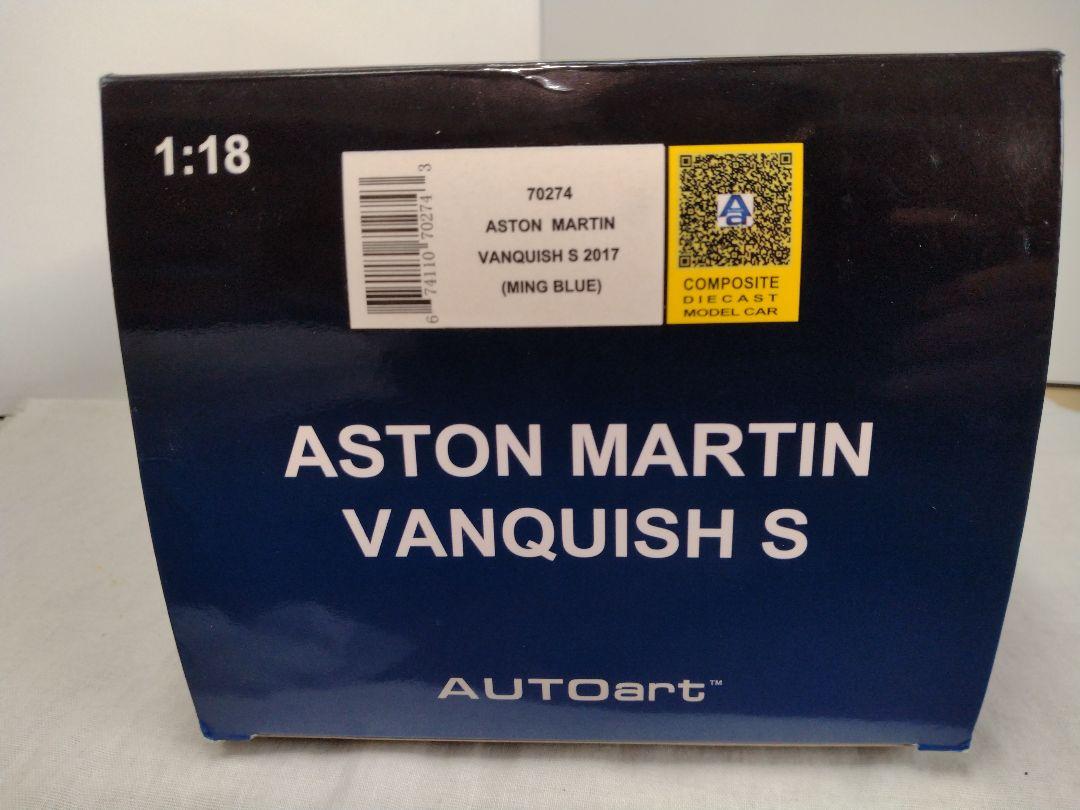 1:18
6 74110 70274 3
70274
ASTON MARTIN
VANQUISH S 2017
(MING BLUE)
Aa
COMPOSITE
DIECAST
MODEL CAR
ASTON MARTIN
VANQUISH S
AUTOart™